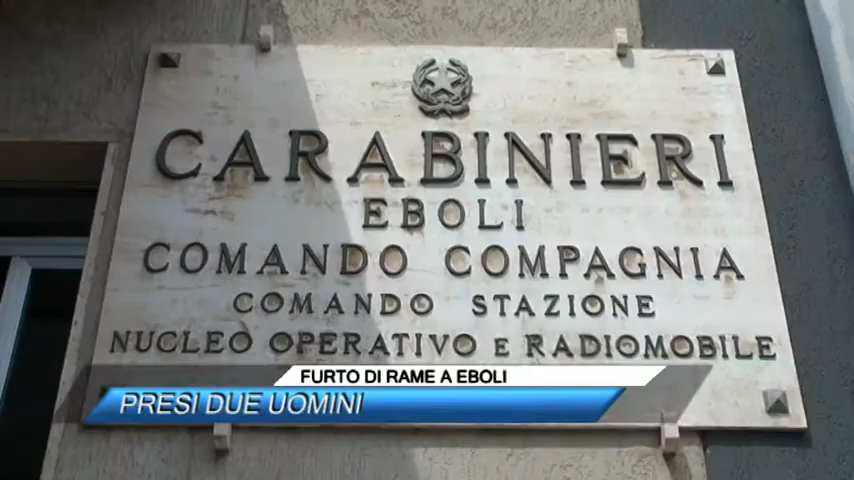 CARABINIERI
EBOLI
COMANDO COMPAGNIA
COMANDO STAZIONE
NUCLEO OPERATIVO E RADIOMOBILE
FURTO DI RAME A EBOLI
PRESI DUE UOMINI